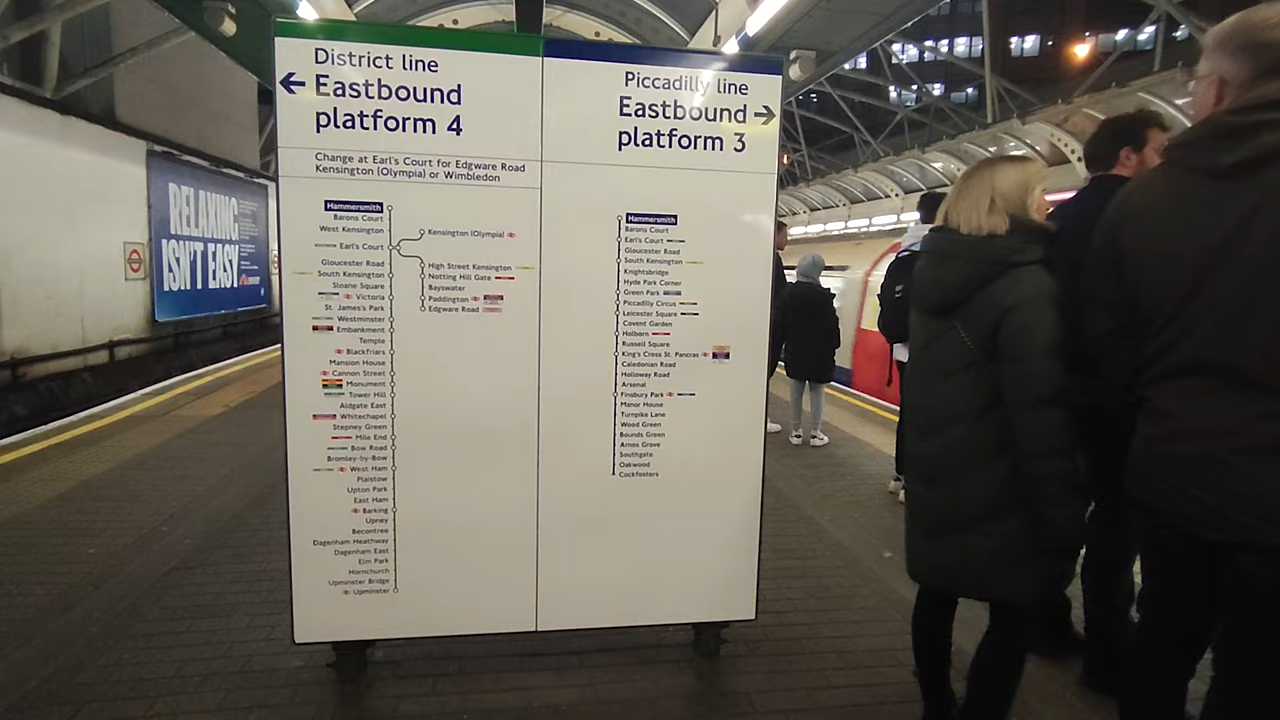 District line
← Eastbound
platform 4
Change at Earl's Court for Edgware Road
Kensington (Olympia) or Wimbledon
Hammersmith
Barons Court
West Kensington
Earl's Court
Gloucester Road
South Kensington
Sloane Square
Victoria
St. James's Park
Westminster
Embankment
Temple
Blackfriars
Mansion House
Cannon Street
Monument
Tower Hill
Aldgate East
Whitechapel
Stepney Green
Mile End
Bow Road
Bromley-by-Bow
West Ham
Plaistow
Upton Park
East Ham
Barking
Upney
Becontree
Dagenham Heathway
Dagenham East
Elm Park
Hornchurch
Upminster Bridge
Upminster
Kensington (Olympia)
High Street Kensington
Notting Hill Gate
Bayswater
Paddington
Edgware Road
Piccadilly line
Eastbound →
platform 3
Hammersmith
Barons Court
Earl's Court
Gloucester Road
South Kensington
Knightsbridge
Hyde Park Corner
Green Park
Piccadilly Circus
Leicester Square
Covent Garden
Holborn
Russell Square
King's Cross St. Pancras
Caledonian Road
Holloway Road
Arsenal
Finsbury Park
Manor House
Turnpike Lane
Wood Green
Bounds Green
Arnos Grove
Southgate
Oakwood
Cockfosters
RELAXING
ISN'T EASY